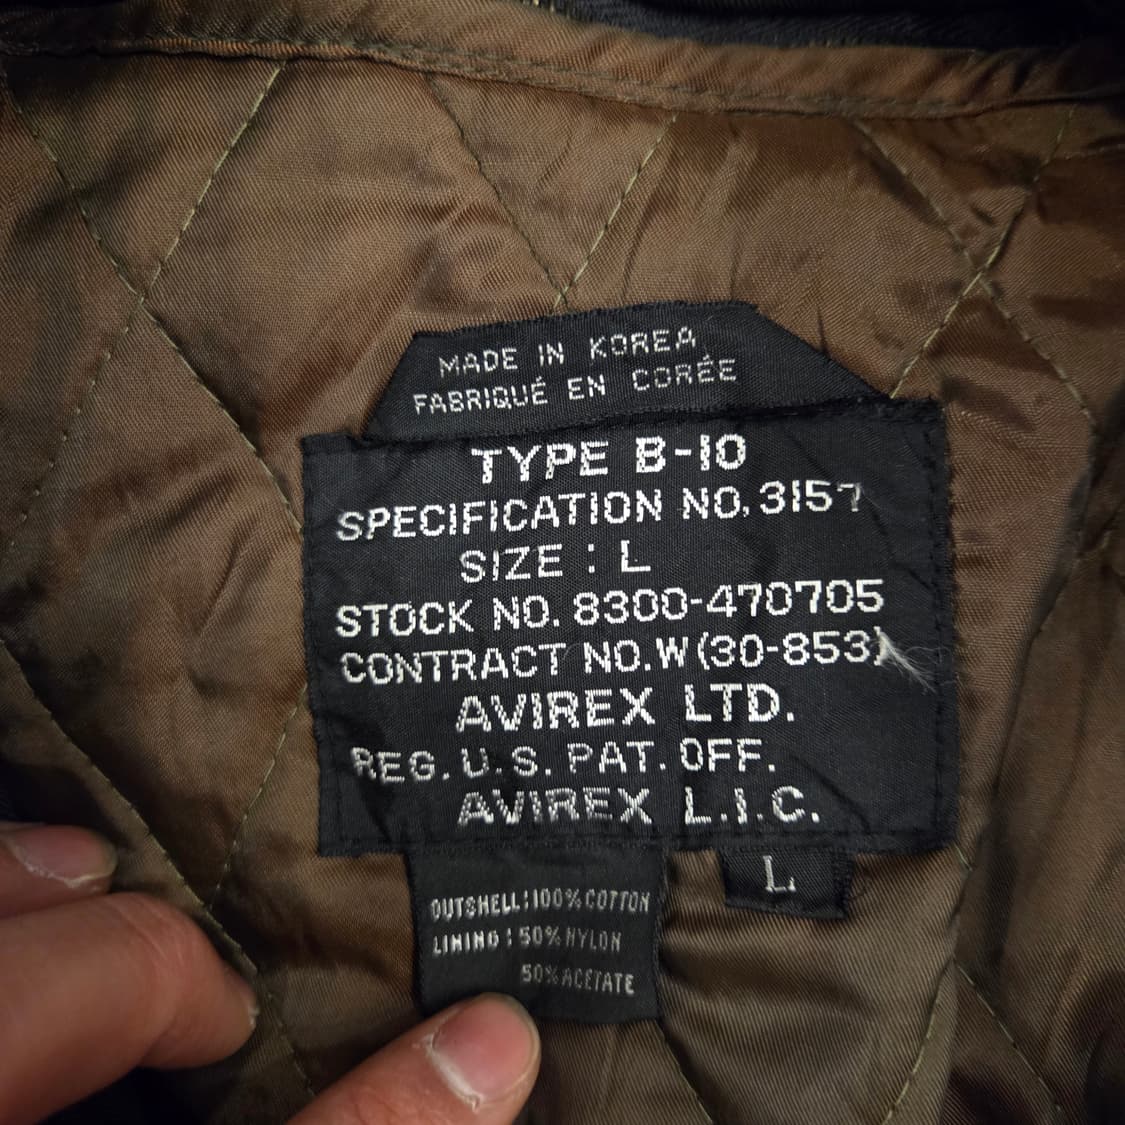 MADE IN KOREA
FABRIQUÉ EN CORÉE
TYPE B-10
SPECIFICATION NO. 3157
SIZE : L
STOCK NO. 8300-470705
CONTRACT NO. W (30-853)
AVIREX LTD.
REG. U.S. PAT. OFF.
AVIREX L.I.C.
L
OUTSHELL : 100% COTTON
LINING : 50% NYLON
50% ACETATE